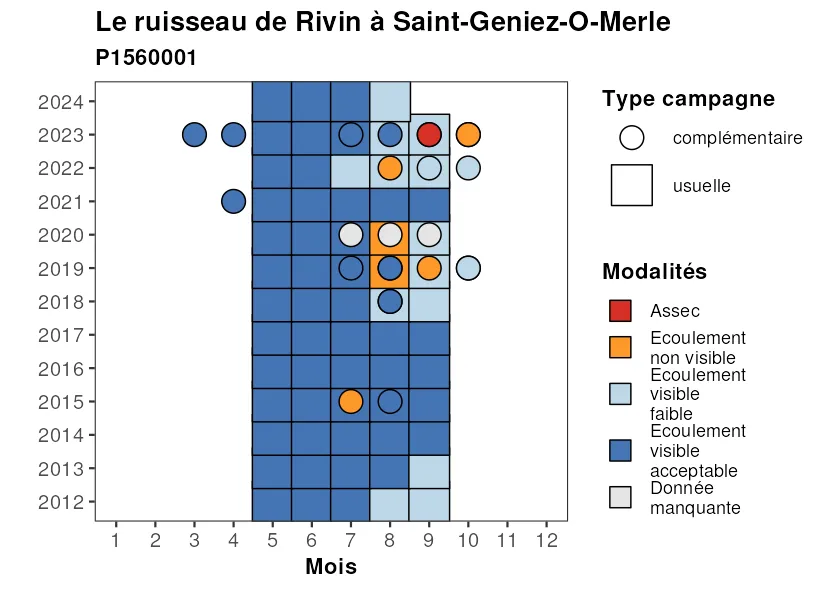 Le ruisseau de Rivin à Saint-Geniez-O-Merle
P1560001
2024
2023
2022
2021
2020
2019
2018
2017
2016
2015
2014
2013
2012
1 2 3 4 5 6 7 8 9 10 11 12
Mois
Type campagne
complémentaire
usuelle
Modalités
Assec
Ecoulement
non visible
Ecoulement
visible
faible
Ecoulement
visible
acceptable
Donnée
manquante